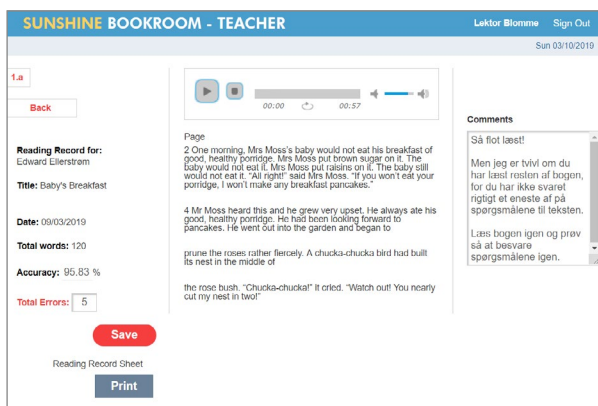 SUNSHINE BOOKROOM - TEACHER
Lektor Blomme Sign Out
Sun 03/10/2019
1.a
Back
Reading Record for:
Edward Ellerstrøm
Title: Baby's Breakfast
Date: 09/03/2019
Total words: 120
Accuracy: 95.83 %
Total Errors: 5
Save
Reading Record Sheet
Print
00:00 00:57
Page
2 One morning, Mrs Moss's baby would not eat his breakfast of
good, healthy porridge. Mrs Moss put brown sugar on it. The
baby would not eat it. Mrs Moss put raisins on it. The baby still
would not eat it. "All right!" said Mrs Moss. "If you won't eat your
porridge, I won't make any breakfast pancakes."
4 Mr Moss heard this and he grew very upset. He always ate his
good, healthy porridge. He had been looking forward to
pancakes. He went out into the garden and began to
prune the roses rather fiercely. A chucka-chucka bird had built
its nest in the middle of
the rose bush. "Chucka-chucka!" it cried. "Watch out! You nearly
cut my nest in two!"
Comments
Så flot læst!
Men jeg er tvivl om du
har læst resten af bogen,
for du har ikke svaret
rigtigt et eneste af på
spørgsmålene til teksten.
Læs bogen igen og prøv
så at besvare
spørgsmålene igen.